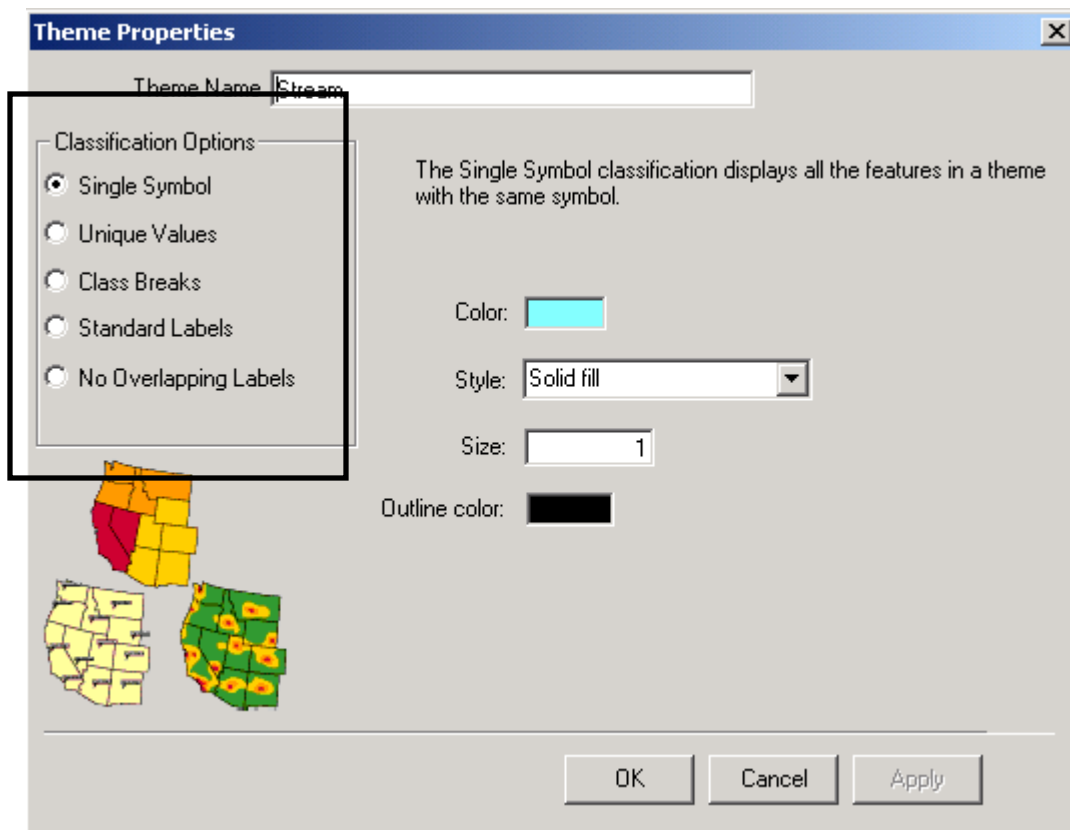 Theme Properties
Theme Name Stream
Classification Options
Single Symbol
Unique Values
Class Breaks
Standard Labels
No Overlapping Labels
The Single Symbol classification displays all the features in a theme
with the same symbol.
Color:
Style: Solid fill
Size: 1
Outline color:
OK Cancel Apply